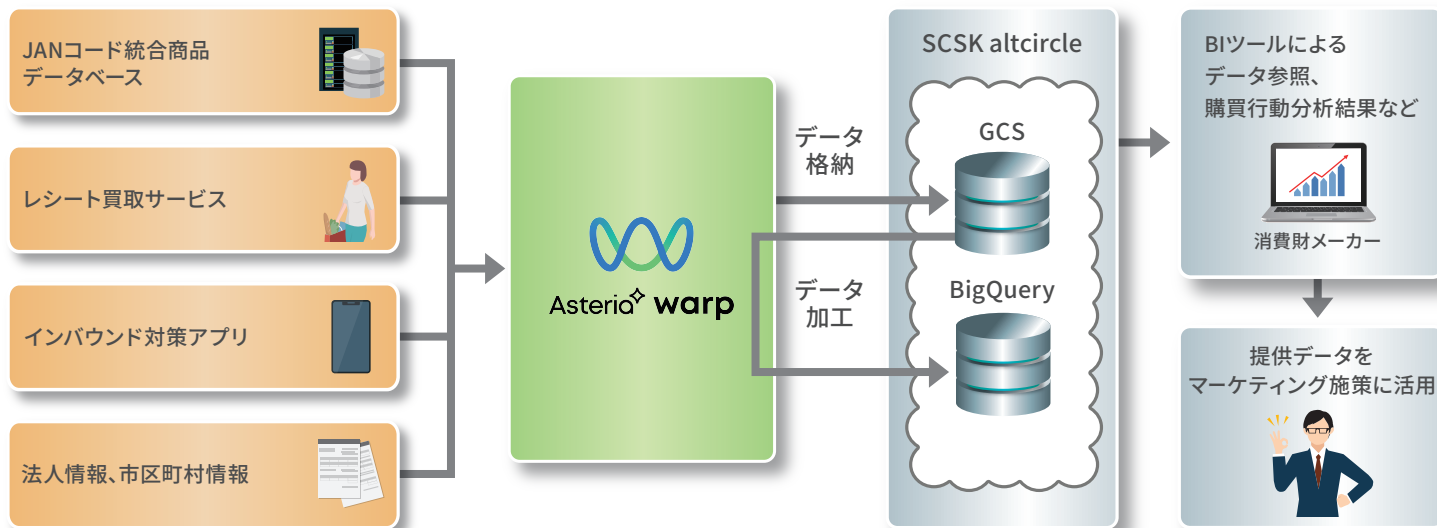 JANコード統合商品
データベース
レシート買取サービス
インバウンド対策アプリ
法人情報、市区町村情報
Asteria warp
データ
格納
データ
加工
SCSK altcircle
GCS
BigQuery
BIツールによる
データ参照、
購買行動分析結果など
消費財メーカー
提供データを
マーケティング施策に活用